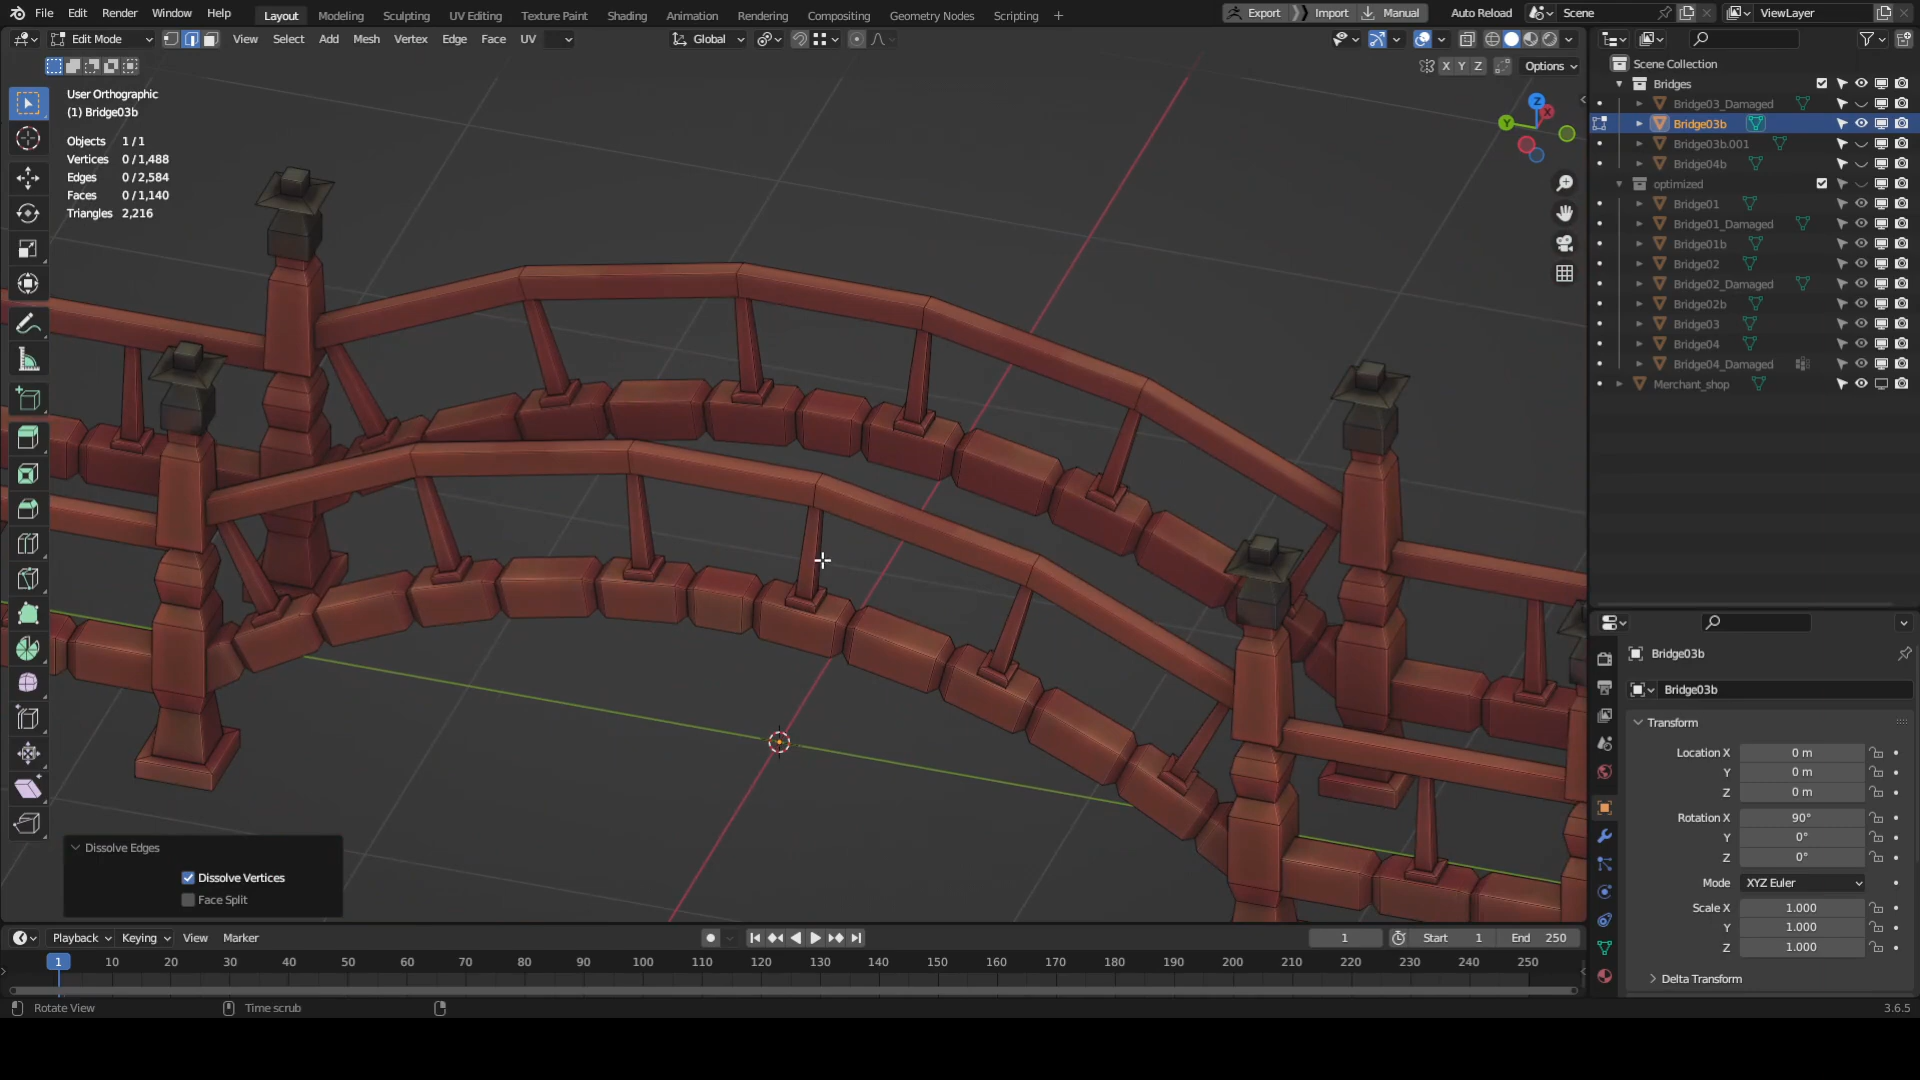 File Edit Render Window Help Layout Modeling Sculpting UV Editing Texture Paint Shading Animation Rendering Compositing Geometry Nodes Scripting + Export Import Manual Auto Reload Scene ViewLayer
Edit Mode View Select Add Mesh Vertex Edge Face UV Global
X Y Z Options
User Orthographic
(1) Bridge03b
Objects 1 / 1
Vertices 0 / 1,488
Edges 0 / 2,584
Faces 0 / 1,140
Triangles 2,216
Z
X
Y
Dissolve Edges
Dissolve Vertices
Face Split
Scene Collection
Bridges
Bridge03_Damaged
Bridge03b
Bridge03b.001
Bridge04b
optimized
Bridge01
Bridge01_Damaged
Bridge01b
Bridge02
Bridge02_Damaged
Bridge02b
Bridge03
Bridge04
Bridge04_Damaged
Merchant_shop
Bridge03b
Bridge03b
Transform
Location X 0 m
Y 0 m
Z 0 m
Rotation X 90°
Y 0°
Z 0°
Mode XYZ Euler
Scale X 1.000
Y 1.000
Z 1.000
Delta Transform
Playback Keying View Marker 1 Start 1 End 250
1 10 20 30 40 50 60 70 80 90 100 110 120 130 140 150 160 170 180 190 200 210 220 230 240 250
Rotate View Time scrub 3.6.5